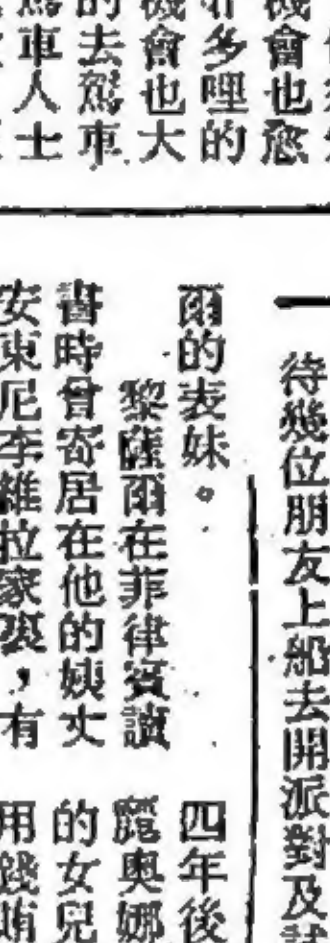 機會也愈
在多哩的
機會也大
的去駕車
駕車人士
待幾位朋友上船去開派對及
爾的表妹。
黎薩爾在菲律賓讀
書時曾寄居在他的姨丈
安東尼李維拉家裏，有
四年後
麗奧娜
的女兒
用錢賄